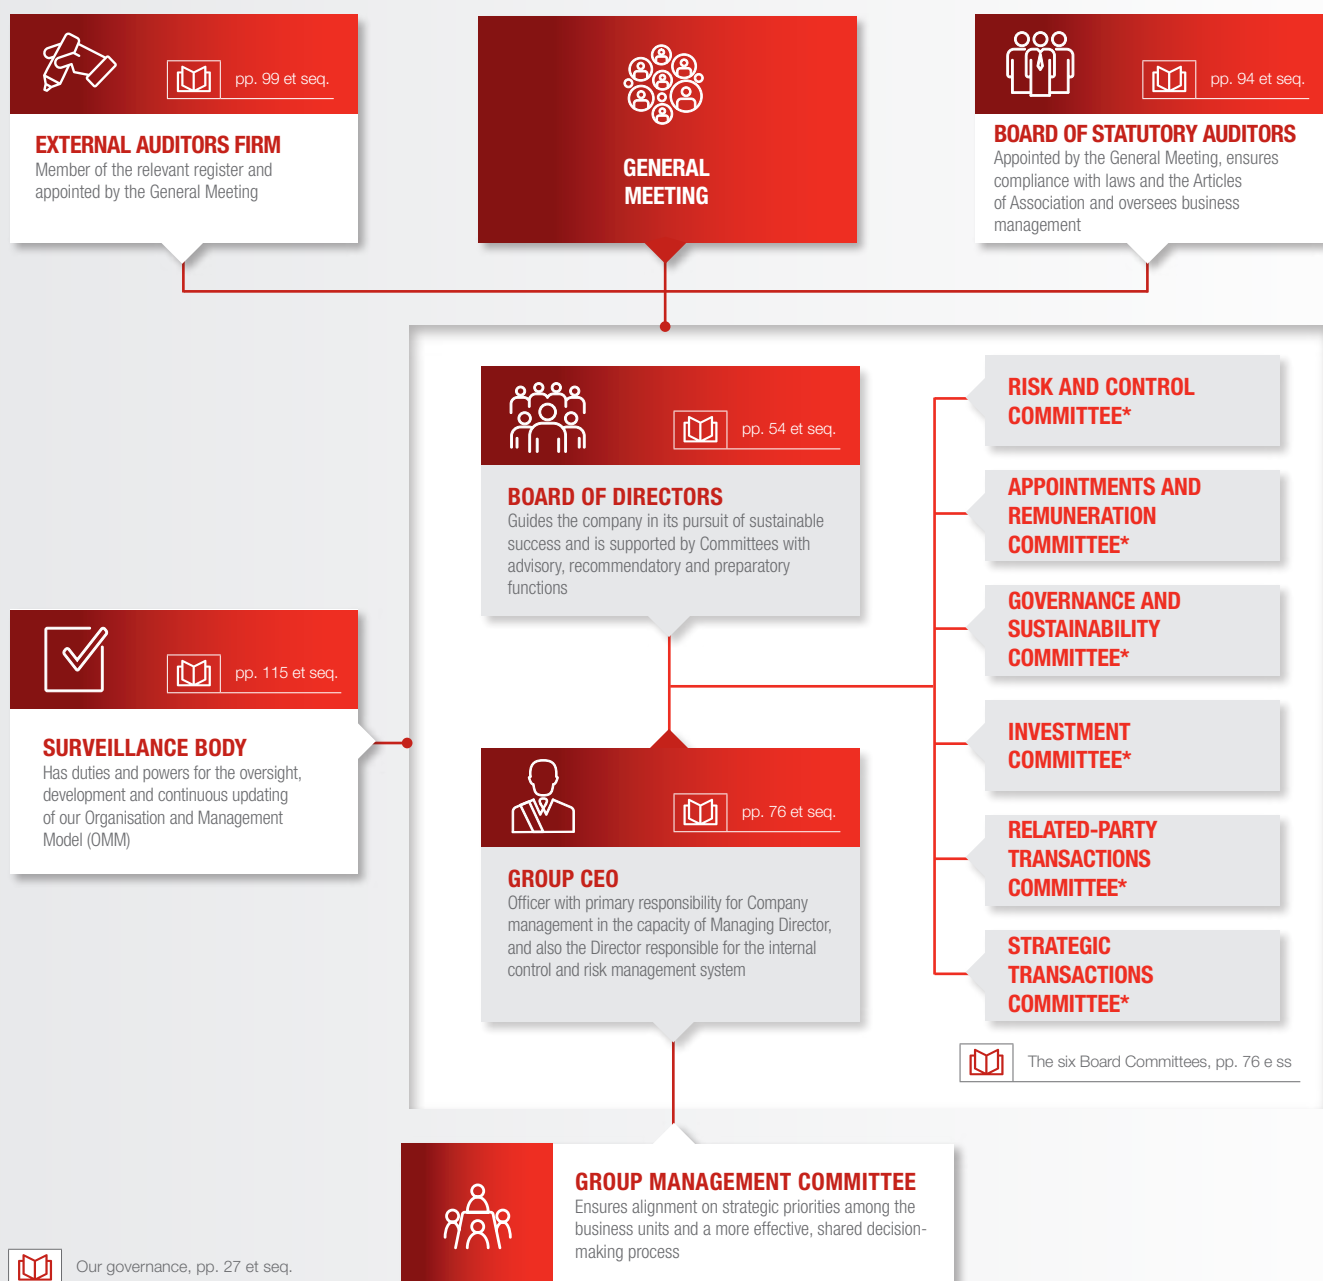 pp. 99 et seq.
EXTERNAL AUDITORS FIRM
Member of the relevant register and
appointed by the General Meeting
GENERAL
MEETING
pp. 94 et seq.
BOARD OF STATUTORY AUDITORS
Appointed by the General Meeting, ensures
compliance with laws and the Articles
of Association and oversees business
management
pp. 54 et seq.
BOARD OF DIRECTORS
Guides the company in its pursuit of sustainable
success and is supported by Committees with
advisory, recommendatory and preparatory
functions
RISK AND CONTROL
COMMITTEE*
APPOINTMENTS AND
REMUNERATION
COMMITTEE*
GOVERNANCE AND
SUSTAINABILITY
COMMITTEE*
INVESTMENT
COMMITTEE*
RELATED-PARTY
TRANSACTIONS
COMMITTEE*
STRATEGIC
TRANSACTIONS
COMMITTEE*
The six Board Committees, pp. 76 e ss
pp. 115 et seq.
SURVEILLANCE BODY
Has duties and powers for the oversight,
development and continuous updating
of our Organisation and Management
Model (OMM)
pp. 76 et seq.
GROUP CEO
Officer with primary responsibility for Company
management in the capacity of Managing Director,
and also the Director responsible for the internal
control and risk management system
GROUP MANAGEMENT COMMITTEE
Ensures alignment on strategic priorities among the
business units and a more effective, shared decision-
making process
Our governance, pp. 27 et seq.